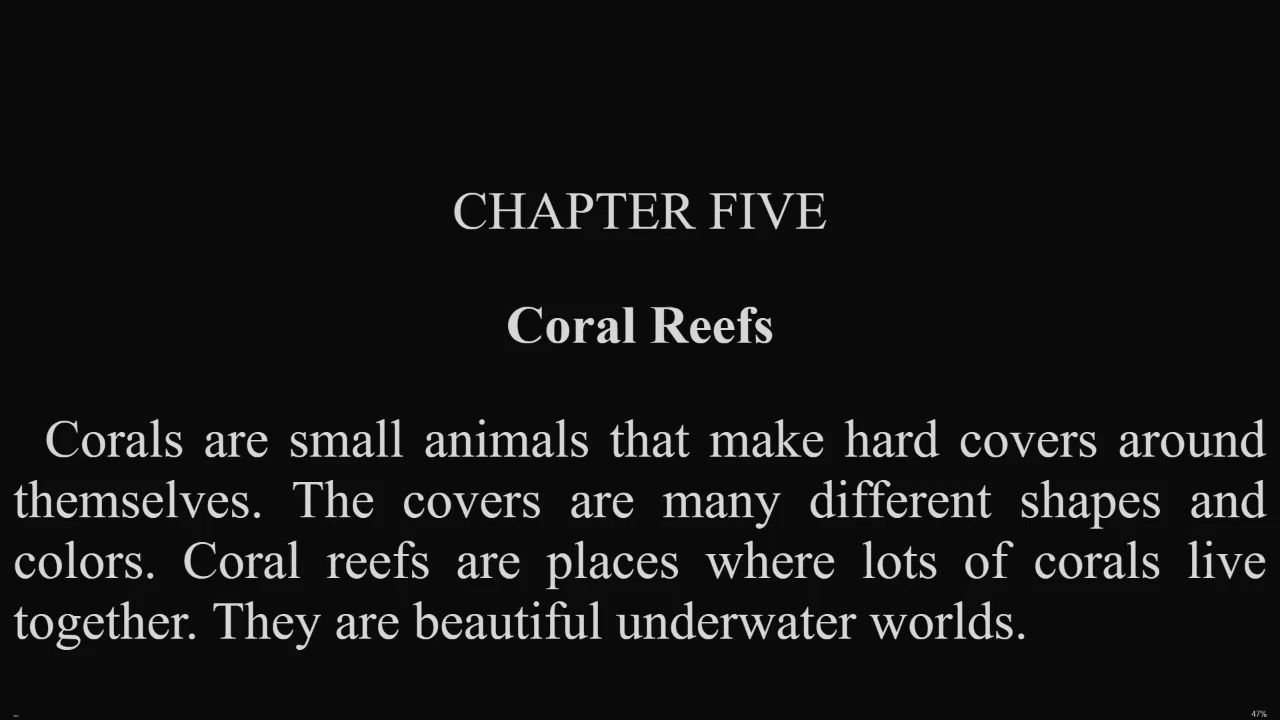 CHAPTER FIVE
Coral Reefs
Corals are small animals that make hard covers around
themselves. The covers are many different shapes and
colors. Coral reefs are places where lots of corals live
together. They are beautiful underwater worlds.
47%